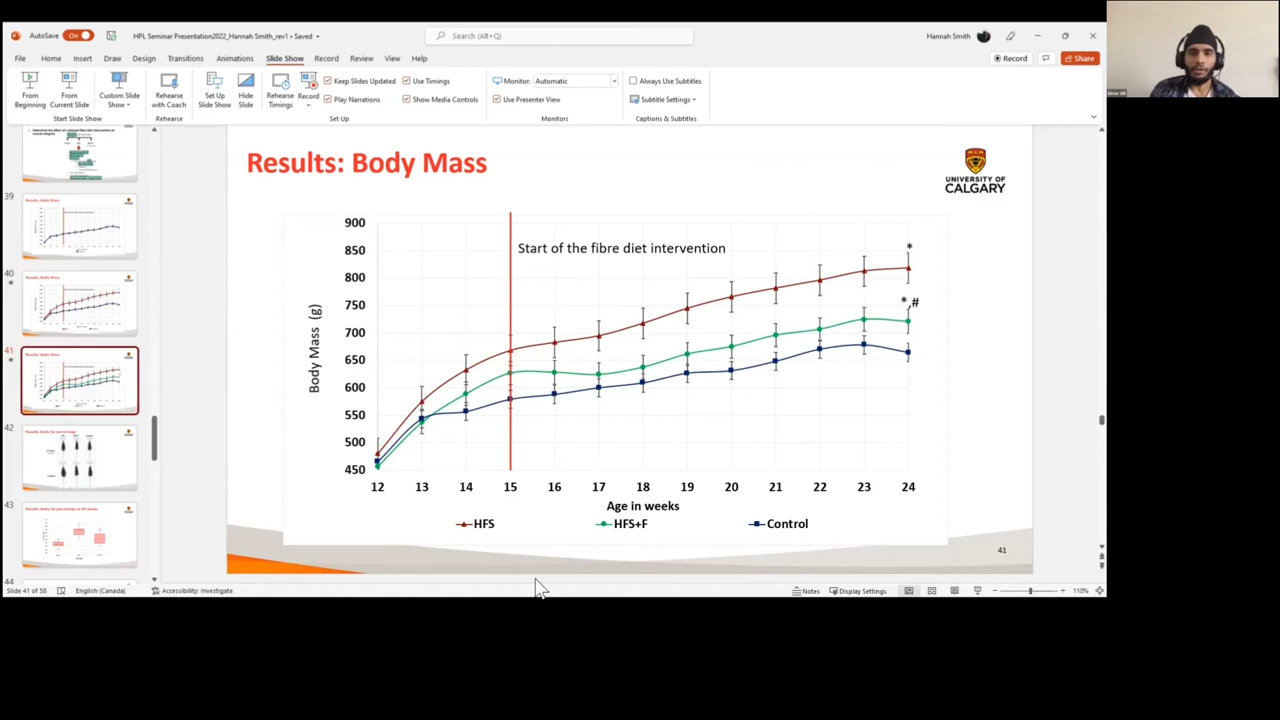 AutoSave On HPL Seminar Presentation2022_Hannah Smith_rev1 • Saved Search (Alt+Q) Hannah Smith
File Home Insert Draw Design Transitions Animations Slide Show Record Review View Help Record Share
From Beginning From Current Slide Custom Slide Show Rehearse with Coach Set Up Slide Show Hide Slide Rehearse Timings Record
Keep Slides Updated Use Timings Monitor: Automatic Always Use Subtitles
Play Narrations Show Media Controls Use Presenter View Subtitle Settings
Start Slide Show Rehearse Set Up Monitors Captions & Subtitles
39
40
41
42
43
44
Results: Body Mass
UNIVERSITY OF
CALGARY
Start of the fibre diet intervention
900
850
800
750
700
650
600
550
500
450
Body Mass (g)
*
*,#
12 13 14 15 16 17 18 19 20 21 22 23 24
Age in weeks
HFS HFS+F Control
41
Slide 41 of 58 English (Canada) Accessibility: Investigate Notes Display Settings 110%